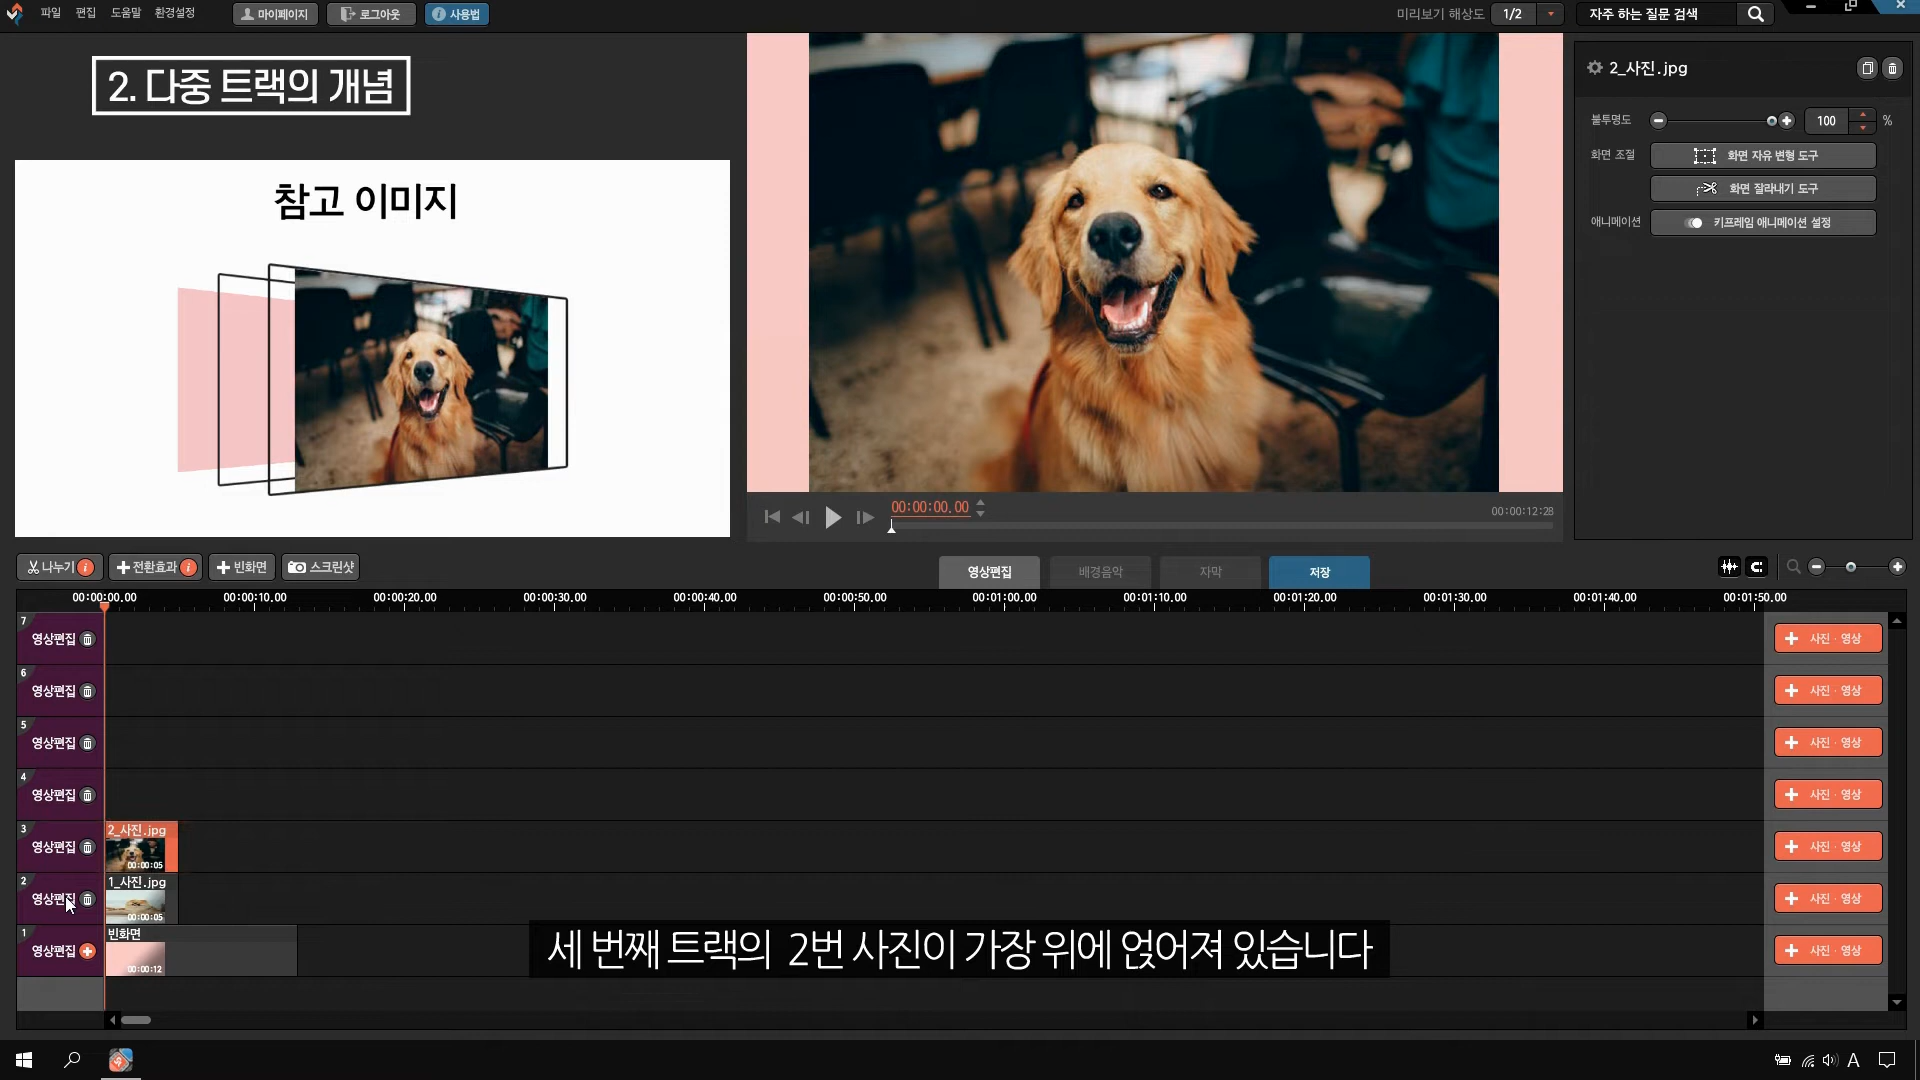 파일 편집 도움말 환경설정 마이페이지 로그아웃 사용법 미리보기 해상도 1/2 자주 하는 질문 검색
2. 다중 트랙의 개념
참고 이미지
2_사진.jpg
불투명도 100 %
화면 조절 화면 자유 변형 도구
화면 잘라내기 도구
애니메이션 키프레임 애니메이션 설정
00:00:00.00 00:00:12:28
나누기 전환효과 빈화면 스크린샷 영상편집 배경음악 자막 저장
00:00:00.00 00:00:10.00 00:00:20.00 00:00:30.00 00:00:40.00 00:00:50.00 00:01:00.00 00:01:10.00 00:01:20.00 00:01:30.00 00:01:40.00 00:01:50.00
7
영상편집 사진 · 영상
6
영상편집 사진 · 영상
5
영상편집 사진 · 영상
4
영상편집 사진 · 영상
3 2_사진.jpg
영상편집 사진 · 영상
00:00:05
2 1_사진.jpg
영상편집 사진 · 영상
00:00:05
1 빈화면
영상편집 사진 · 영상
00:00:12
세 번째 트랙의 2번 사진이 가장 위에 얹어져 있습니다
A